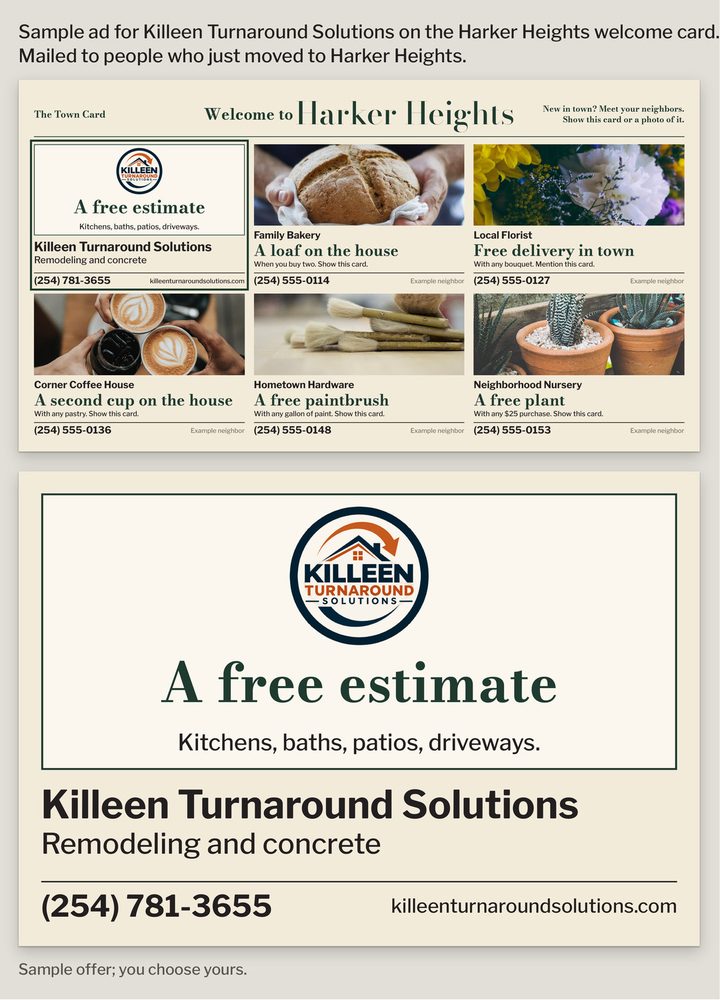 Sample ad for Killeen Turnaround Solutions on the Harker Heights welcome card.
Mailed to people who just moved to Harker Heights.
The Town Card
Welcome to Harker Heights
New in town? Meet your neighbors.
Show this card or a photo of it.
KILLEEN
TURNAROUND
SOLUTIONS
A free estimate
Kitchens, baths, patios, driveways.
Killeen Turnaround Solutions
Remodeling and concrete
(254) 781-3655
killeenturnaroundsolutions.com
Family Bakery
A loaf on the house
When you buy two. Show this card.
(254) 555-0114
Example neighbor
Local Florist
Free delivery in town
With any bouquet. Mention this card.
(254) 555-0127
Example neighbor
Corner Coffee House
A second cup on the house
With any pastry. Show this card.
(254) 555-0136
Example neighbor
Hometown Hardware
A free paintbrush
With any gallon of paint. Show this card.
(254) 555-0148
Example neighbor
Neighborhood Nursery
A free plant
With any $25 purchase. Show this card.
(254) 555-0153
Example neighbor
KILLEEN
TURNAROUND
SOLUTIONS
A free estimate
Kitchens, baths, patios, driveways.
Killeen Turnaround Solutions
Remodeling and concrete
(254) 781-3655
killeenturnaroundsolutions.com
Sample offer; you choose yours.